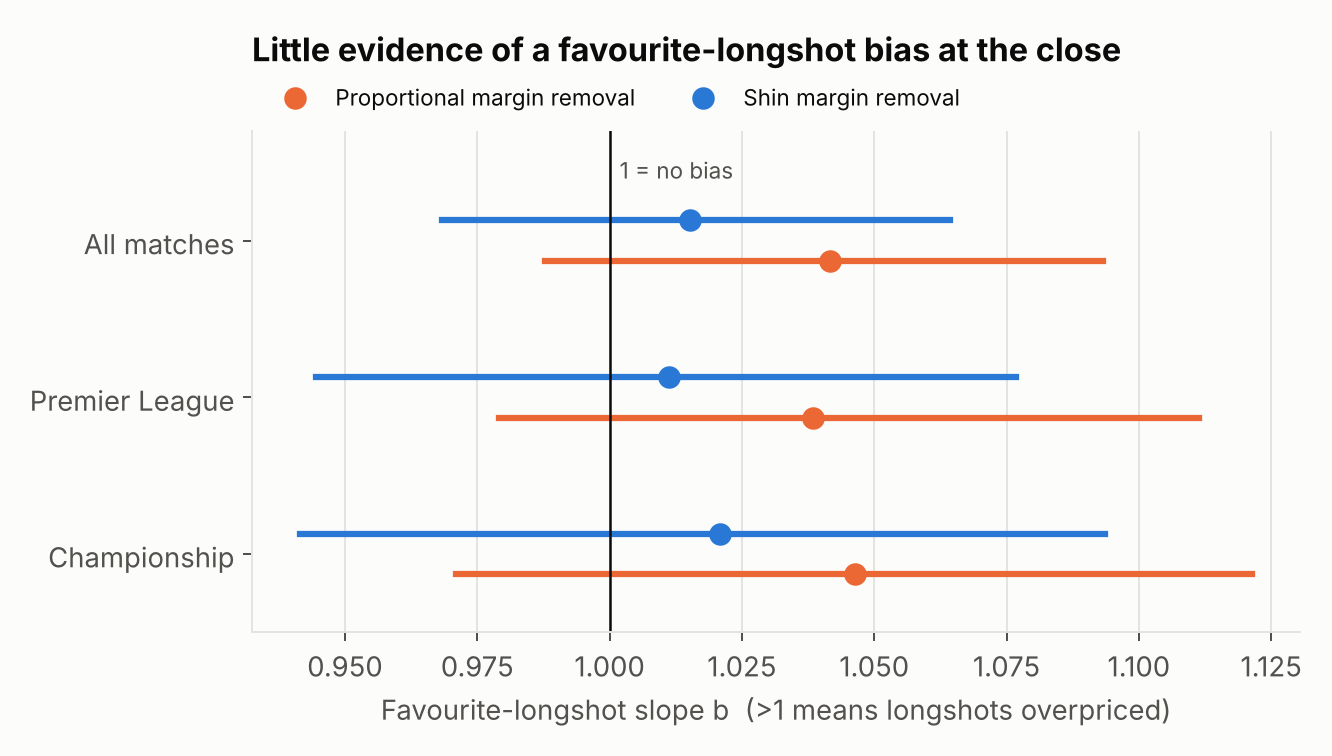 Little evidence of a favourite-longshot bias at the close
Proportional margin removal Shin margin removal
1 = no bias
All matches
Premier League
Championship
0.950 0.975 1.000 1.025 1.050 1.075 1.100 1.125
Favourite-longshot slope b (>1 means longshots overpriced)